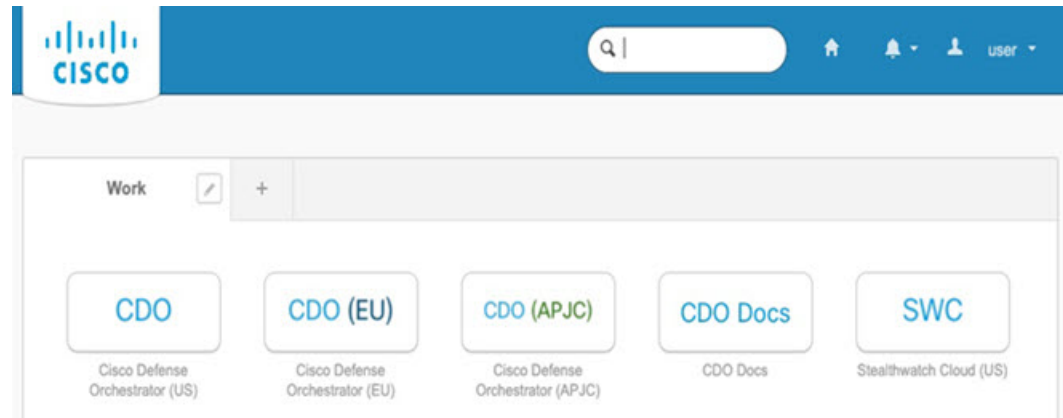 CISCO
user
Work
+
CDO
CDO (EU)
CDO (APJC)
CDO Docs
SWC
Cisco Defense
Orchestrator (US)
Cisco Defense
Orchestrator (EU)
Cisco Defense
Orchestrator (APJC)
CDO Docs
Stealthwatch Cloud (US)